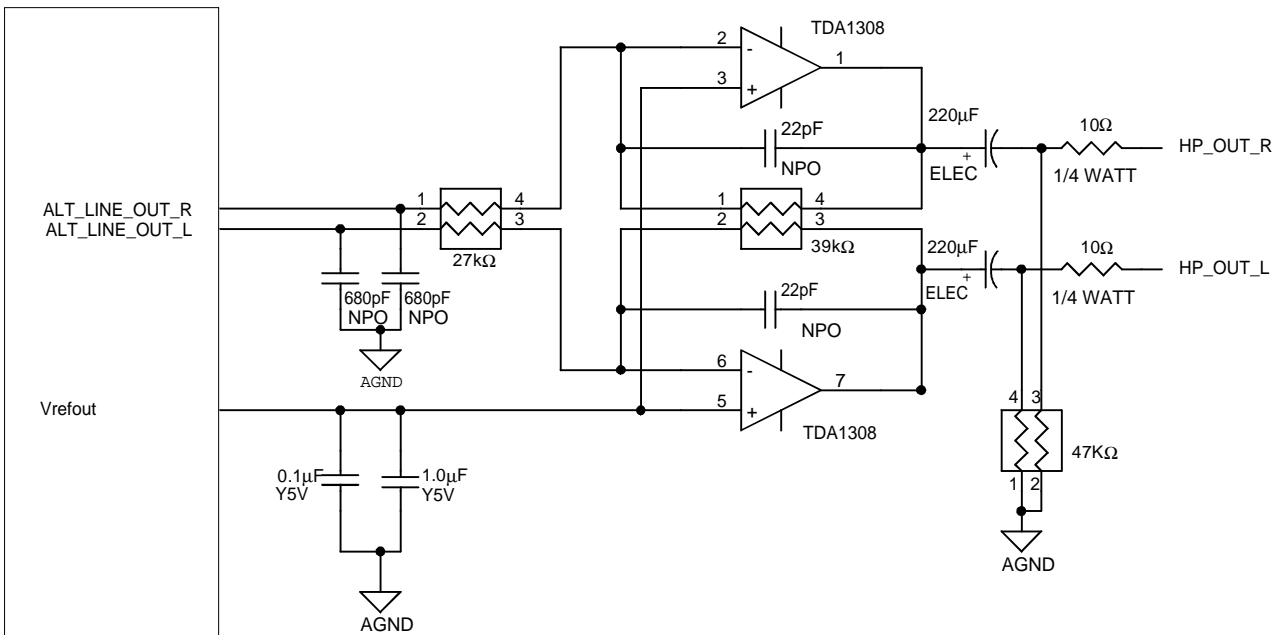 TDA1308
2
1
3
220µF
10Ω
22pF
HP_OUT_R
NPO
+
ELEC
1/4 WATT
ALT_LINE_OUT_R
1
4
1
4
ALT_LINE_OUT_L
2
3
2
3
27kΩ
39kΩ
220µF
10Ω
HP_OUT_L
680pF
680pF
22pF
+
ELEC
1/4 WATT
NPO
NPO
NPO
AGND
6
7
Vrefout
5
TDA1308
4
3
0.1µF
1.0µF
47KΩ
Y5V
Y5V
1
2
AGND
AGND